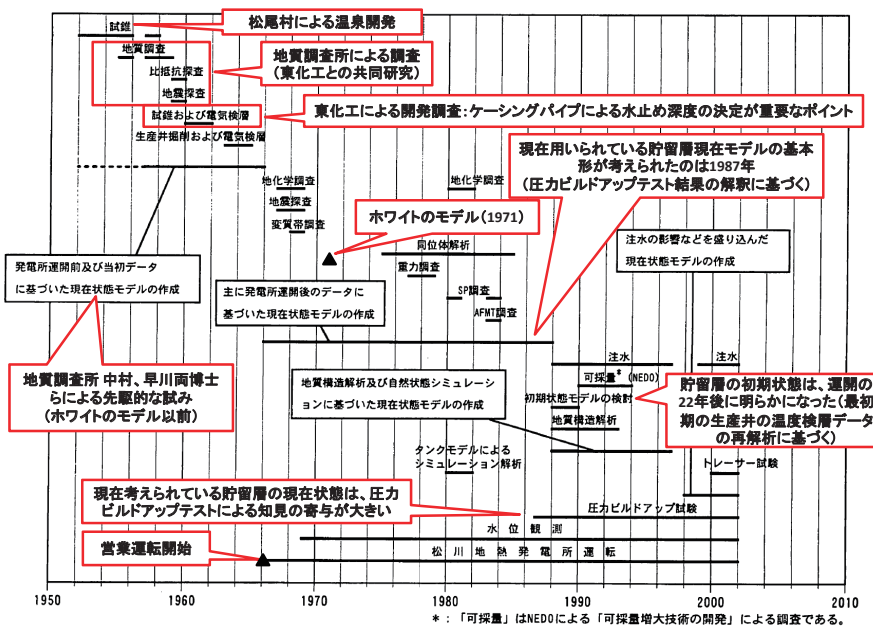 試錐
松尾村による温泉開発
地質調査
比抵抗探査
地震探査
地質調査所による調査
(東化工との共同研究)
試錐および電気検層
東化工による開発調査:ケーシングパイプによる水止め深度の決定が重要なポイント
生産井掘削および電気検層
現在用いられている貯留層現在モデルの基本
形が考えられたのは1987年
(圧力ビルドアップテスト結果の解釈に基づく)
地化学調査
地震探査
変質帯調査
地化学調査
ホワイトのモデル(1971)
発電所運開前及び当初データ
に基づいた現在状態モデルの作成
主に発電所運開後のデータに
基づいた現在状態モデルの作成
同位体解析
重力調査
SP調査
AFMT調査
注水の影響などを盛り込んだ
現在状態モデルの作成
地質調査所 中村、早川両博士
らによる先駆的な試み
(ホワイトのモデル以前)
地質構造解析及び自然状態シミュレーシ
ョンに基づいた現在状態モデルの作成
注水
注水
可採量* (NEDO)
初期状態モデルの検討
地質構造解析
貯留層の初期状態は、運開の
22年後に明らかになった(最初
期の生産井の温度検層データ
の再解析に基づく)
タンクモデルによる
シミュレーション解析
トレーサー試験
現在考えられている貯留層の現在状態は、圧力
ビルドアップテストによる知見の寄与が大きい
圧力ビルドアップ試験
水位観測
営業運転開始
松川地熱発電所運転
1950 1960 1970 1980 1990 2000 2010
*:「可採量」はNEDOによる「可採量増大技術の開発」による調査である。